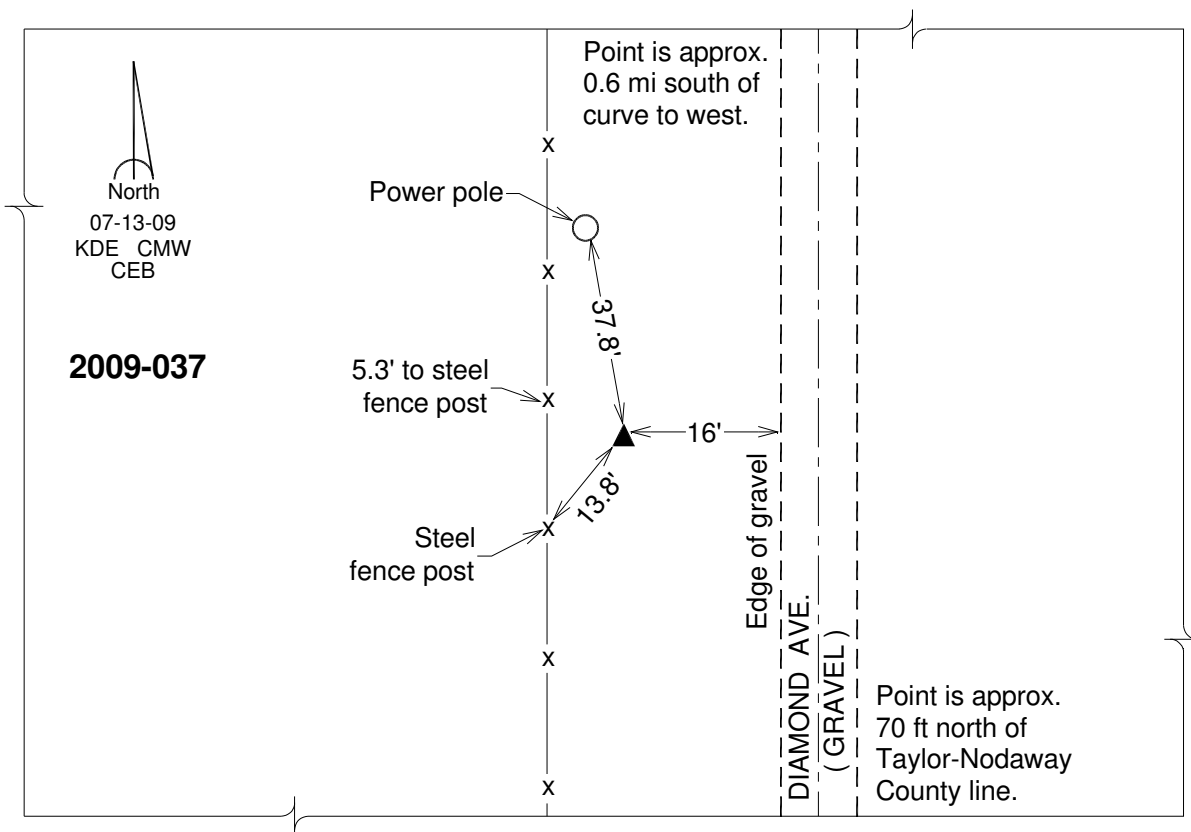 Point is approx.
0.6 mi south of
curve to west.
North
07-13-09
KDE CMW
CEB
2009-037
Power pole
x
x
37.8'
5.3' to steel
fence post
x
16'
13.8'
Steel
fence post
x
x
x
Edge of gravel
DIAMOND AVE.
( GRAVEL )
Point is approx.
70 ft north of
Taylor-Nodaway
County line.